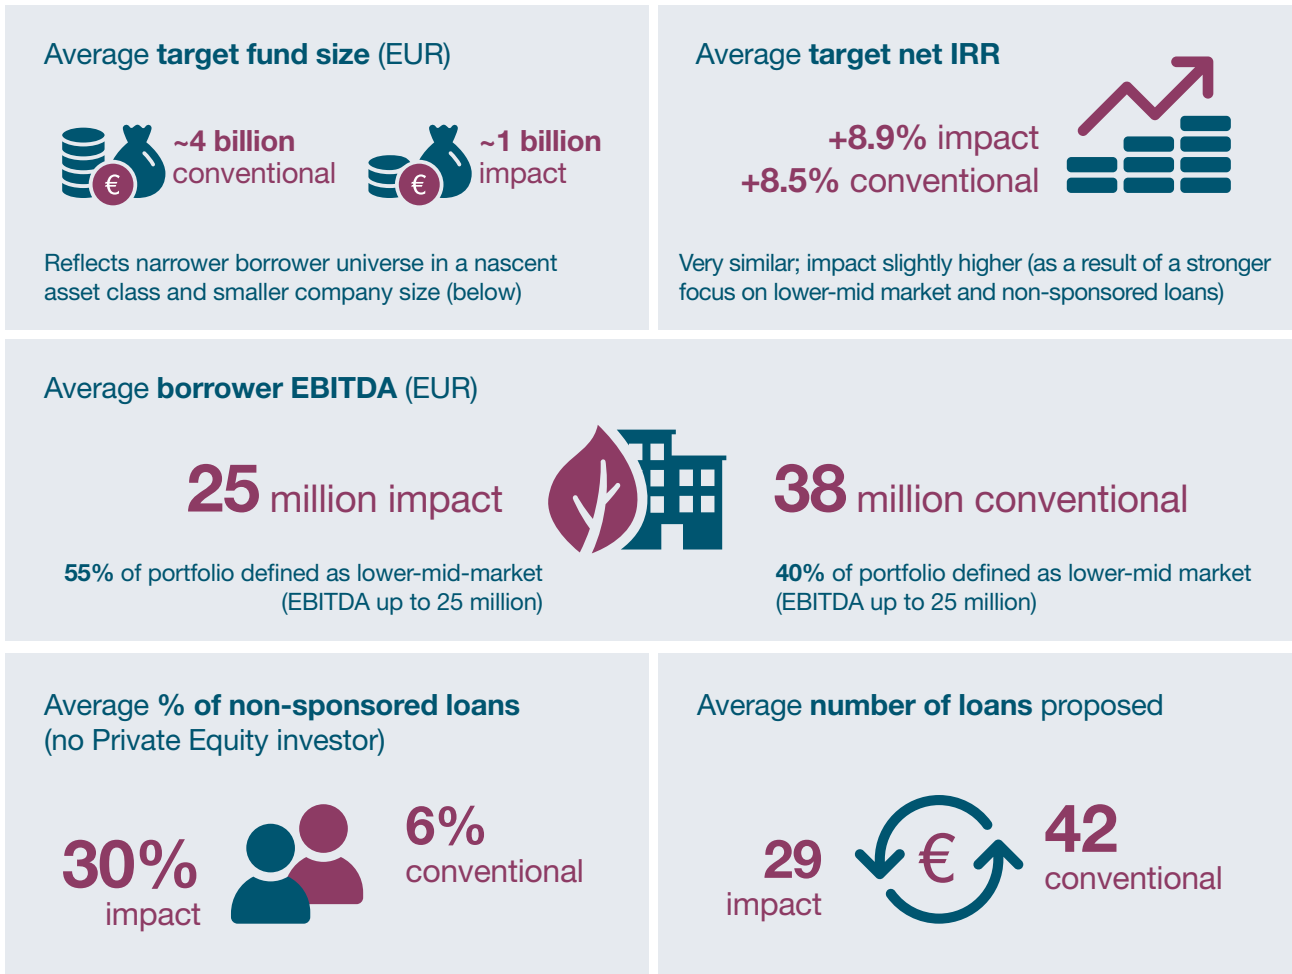 Average target fund size (EUR)
~4 billion
conventional
~1 billion
impact
€
€
Reflects narrower borrower universe in a nascent
asset class and smaller company size (below)
Average target net IRR
+8.9% impact
+8.5% conventional
Very similar; impact slightly higher (as a result of a stronger
focus on lower-mid market and non-sponsored loans)
Average borrower EBITDA (EUR)
25 million impact
55% of portfolio defined as lower-mid-market
(EBITDA up to 25 million)
38 million conventional
40% of portfolio defined as lower-mid market
(EBITDA up to 25 million)
Average % of non-sponsored loans
(no Private Equity investor)
30%
impact
6%
conventional
Average number of loans proposed
29
impact
€
42
conventional